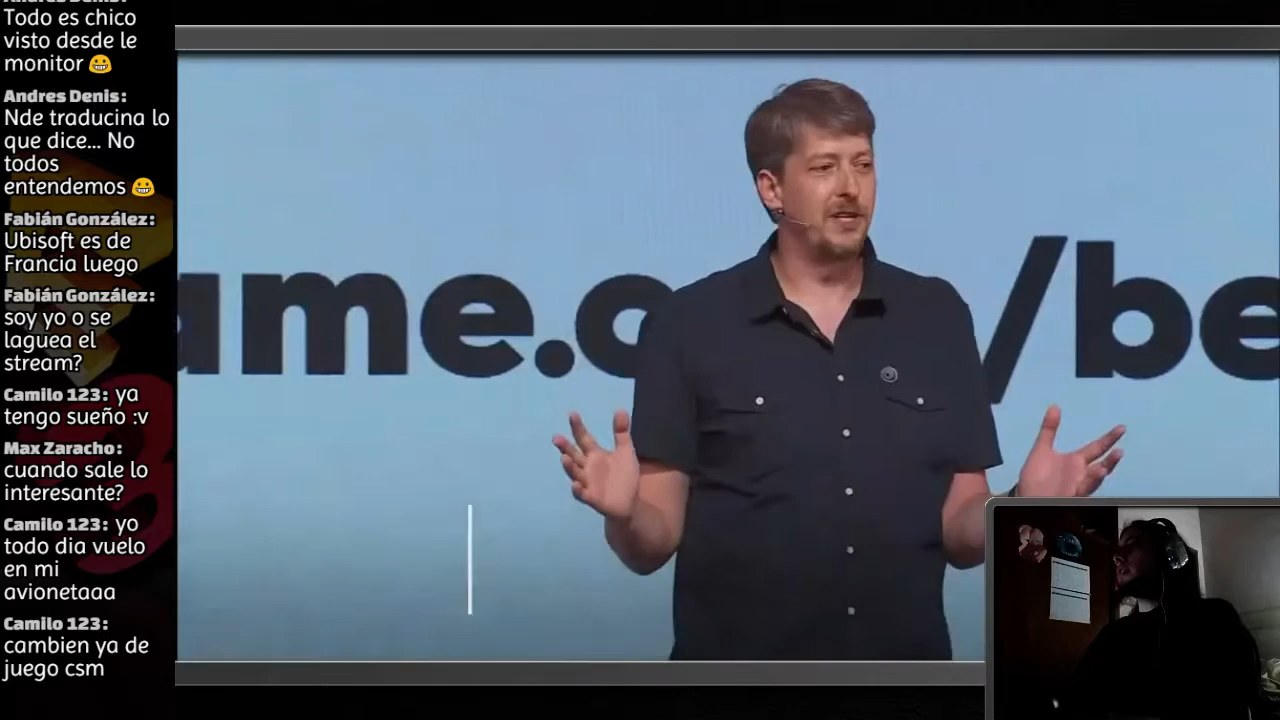 Andres Denis:
Todo es chico
visto desde le
monitor 😬
Andres Denis:
Nde traducina lo
que dice... No
todos
entendemos 😬
Fabián González:
Ubisoft es de
Francia luego
Fabián González:
soy yo o se
laguea el
stream?
Camilo 123: ya
tengo sueño :v
Max Zaracho:
cuando sale lo
interesante?
Camilo 123: yo
todo dia vuelo
en mi
avionetaaa
Camilo 123:
cambien ya de
juego csm
ame.c /be